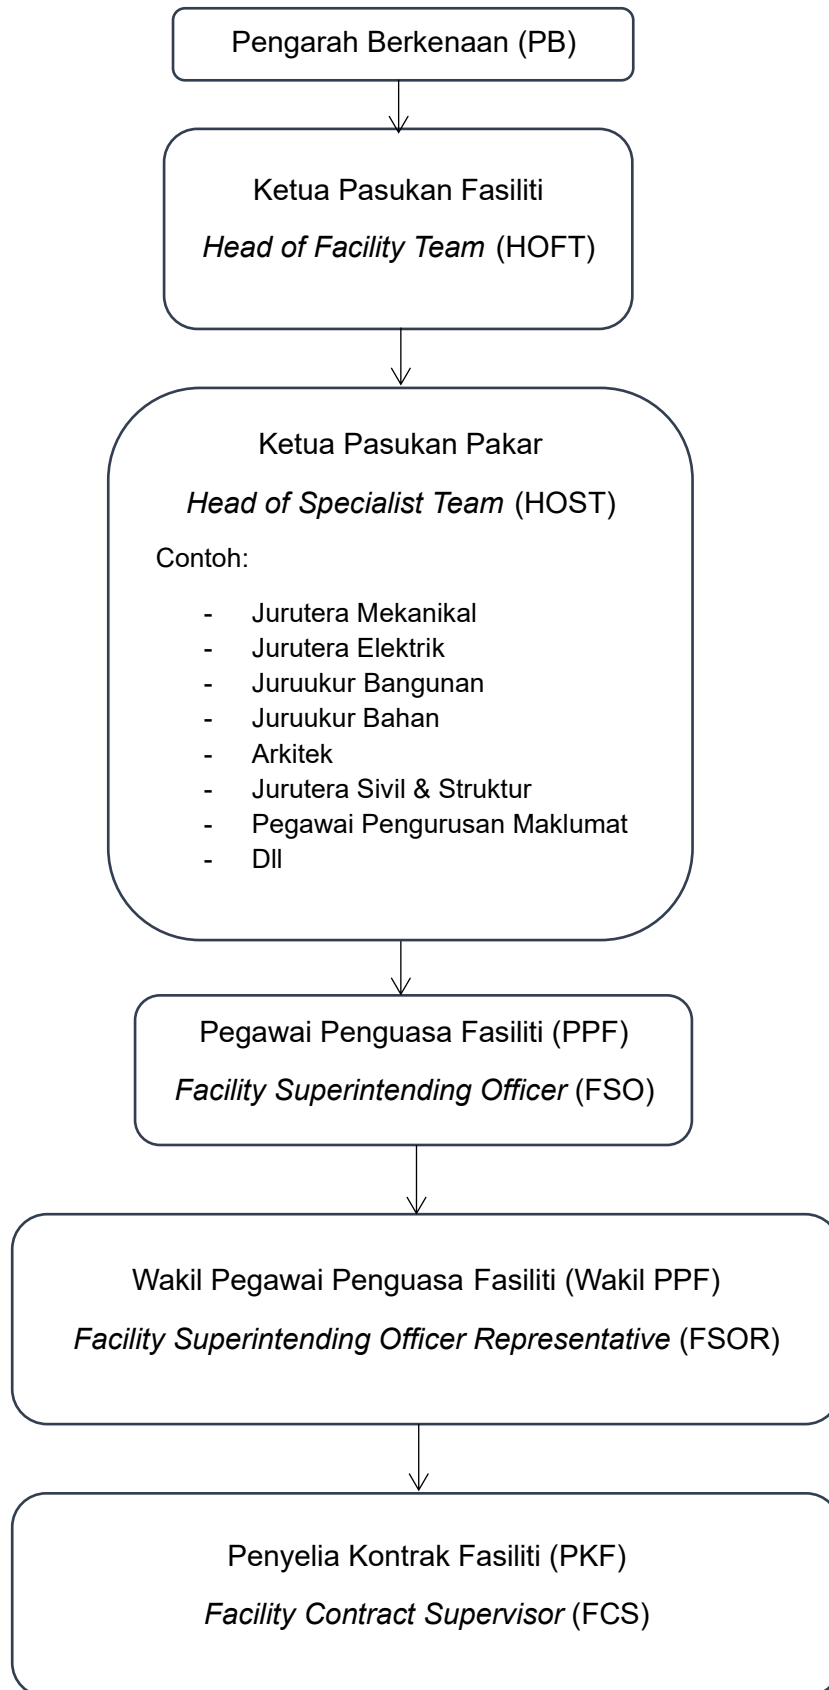 Pengarah Berkenaan (PB)
Ketua Pasukan Fasiliti
Head of Facility Team (HOFT)
Ketua Pasukan Pakar
Head of Specialist Team (HOST)
Contoh:
- Jurutera Mekanikal
- Jurutera Elektrik
- Juruukur Bangunan
- Juruukur Bahan
- Arkitek
- Jurutera Sivil & Struktur
- Pegawai Pengurusan Maklumat
- Dll
Pegawai Penguasa Fasiliti (PPF)
Facility Superintending Officer (FSO)
Wakil Pegawai Penguasa Fasiliti (Wakil PPF)
Facility Superintending Officer Representative (FSOR)
Penyelia Kontrak Fasiliti (PKF)
Facility Contract Supervisor (FCS)